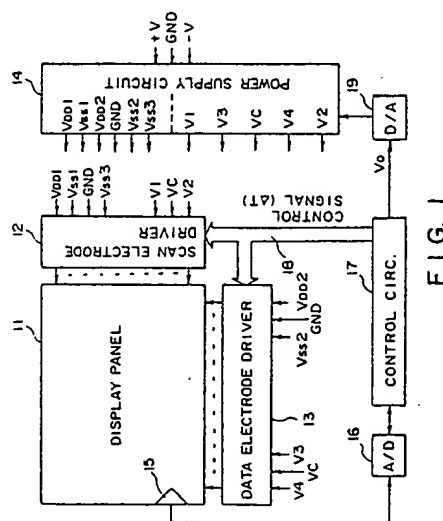 11
DISPLAY PANEL
15
12
SCAN ELECTRODE
DRIVER
VDD1
Vss1
GND
Vss3
V1
VC
V2
14
POWER SUPPLY CIRCUIT
VDD1
Vss1
VDD2
GND
Vss2
Vss3
V1
V3
VC
V4
V2
+V
GND
-V
DATA ELECTRODE DRIVER
13
V4
VC
V3
Vss2
GND
VDD2
18
CONTROL
SIGNAL (ΔT)
16
A/D
17
CONTROL CIRC.
Vo
19
D/A
FIG. 1